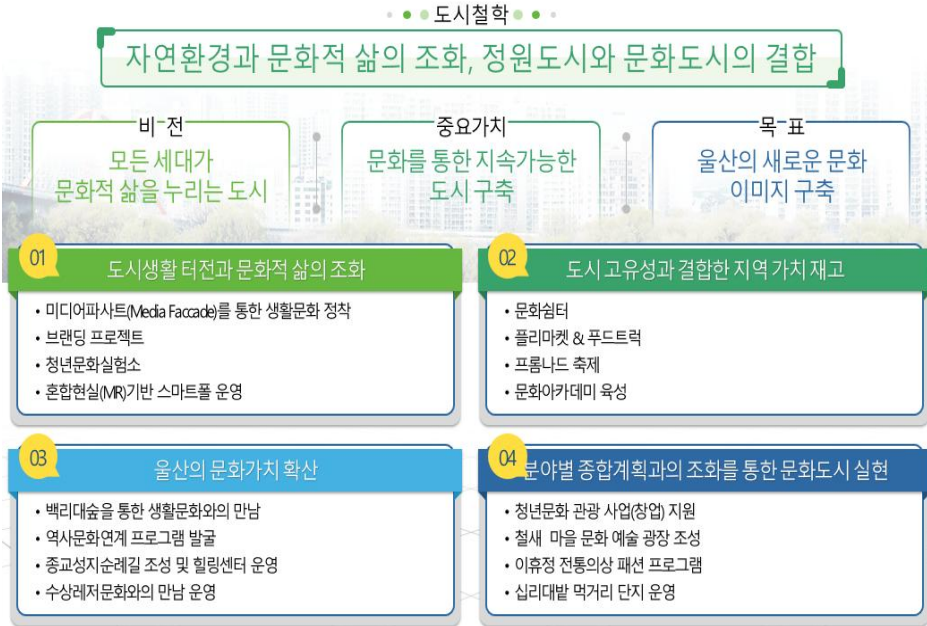 도시철학
자연환경과 문화적 삶의 조화, 정원도시와 문화도시의 결합
비 전
모든 세대가
문화적 삶을 누리는 도시
중요가치
문화를 통한 지속가능한
도시 구축
목 표
울산의 새로운 문화
이미지 구축
01
도시생활 터전과 문화적 삶의 조화
• 미디어파사트(Media Faccade)를 통한 생활문화 정착
• 브랜딩 프로젝트
• 청년문화실험소
• 혼합현실(MR)기반 스마트폴 운영
02
도시 고유성과 결합한 지역 가치 재고
• 문화쉼터
• 플리마켓 & 푸드트럭
• 프롬나드 축제
• 문화아카데미 육성
03
울산의 문화가치 확산
• 백리대숲을 통한 생활문화와의 만남
• 역사문화연계 프로그램 발굴
• 종교성지순례길 조성 및 힐링센터 운영
• 수상레저문화와의 만남 운영
04
분야별 종합계획과의 조화를 통한 문화도시 실현
• 청년문화 관광 사업(창업) 지원
• 철새 마을 문화 예술 광장 조성
• 이휴정 전통의상 패션 프로그램
• 십리대밭 먹거리 단지 운영